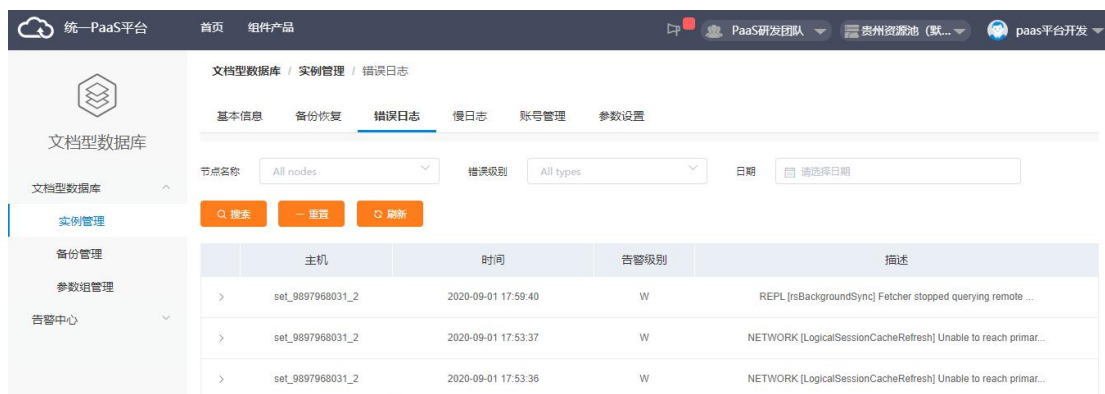 统一PaaS平台 首页 组件产品 PaaS研发团队 贵州资源池（默... paas平台开发
文档型数据库 / 实例管理 / 错误日志
基本信息 备份恢复 错误日志 慢日志 账号管理 参数设置
文档型数据库
节点名称 All nodes 错误级别 All types 日期 请选择日期
文档型数据库
实例管理
搜索 重置 刷新
备份管理
主机 时间 告警级别 描述
参数组管理
set_9897968031_2 2020-09-01 17:59:40 W REPL [rsBackgroundSync] Fetcher stopped querying remote ...
告警中心
set_9897968031_2 2020-09-01 17:53:37 W NETWORK [LogicalSessionCacheRefresh] Unable to reach primar...
set_9897968031_2 2020-09-01 17:53:36 W NETWORK [LogicalSessionCacheRefresh] Unable to reach primar...